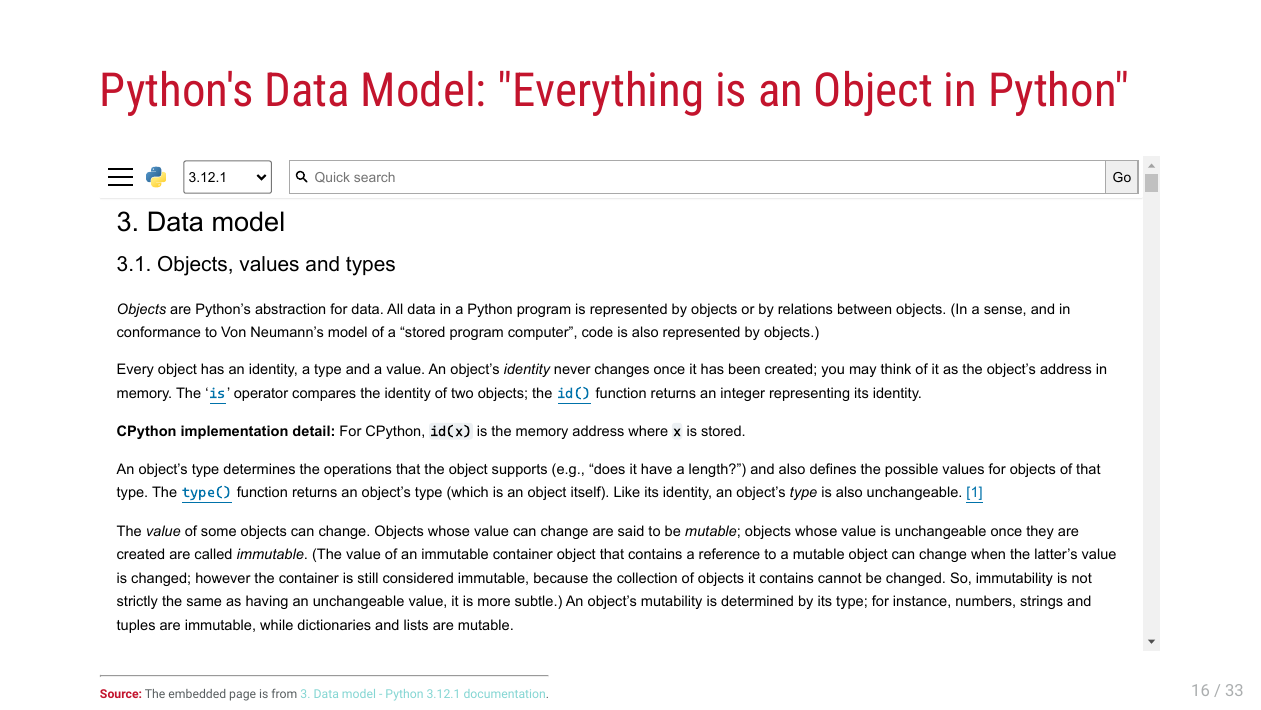 Python's Data Model: "Everything is an Object in Python"
3.12.1
Quick search
Go
3. Data model
3.1. Objects, values and types
Objects are Python’s abstraction for data. All data in a Python program is represented by objects or by relations between objects. (In a sense, and in
conformance to Von Neumann’s model of a “stored program computer”, code is also represented by objects.)
Every object has an identity, a type and a value. An object’s identity never changes once it has been created; you may think of it as the object’s address in
memory. The ‘is’ operator compares the identity of two objects; the id() function returns an integer representing its identity.
CPython implementation detail: For CPython, id(x) is the memory address where x is stored.
An object’s type determines the operations that the object supports (e.g., “does it have a length?”) and also defines the possible values for objects of that
type. The type() function returns an object’s type (which is an object itself). Like its identity, an object’s type is also unchangeable. [1]
The value of some objects can change. Objects whose value can change are said to be mutable; objects whose value is unchangeable once they are
created are called immutable. (The value of an immutable container object that contains a reference to a mutable object can change when the latter’s value
is changed; however the container is still considered immutable, because the collection of objects it contains cannot be changed. So, immutability is not
strictly the same as having an unchangeable value, it is more subtle.) An object’s mutability is determined by its type; for instance, numbers, strings and
tuples are immutable, while dictionaries and lists are mutable.
Source: The embedded page is from 3. Data model - Python 3.12.1 documentation.
16 / 33